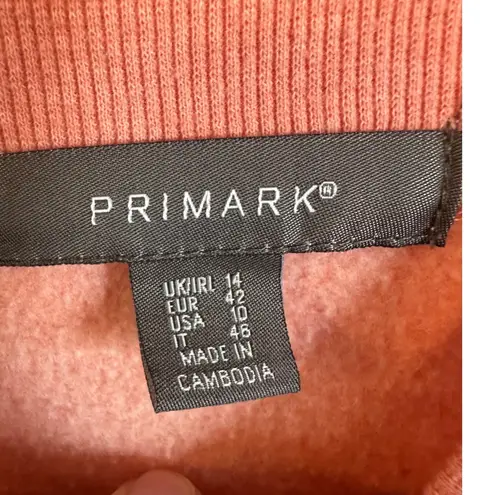 PRIMARK®
UK/IRL 14
EUR 42
USA 10
IT 46
MADE IN
CAMBODIA